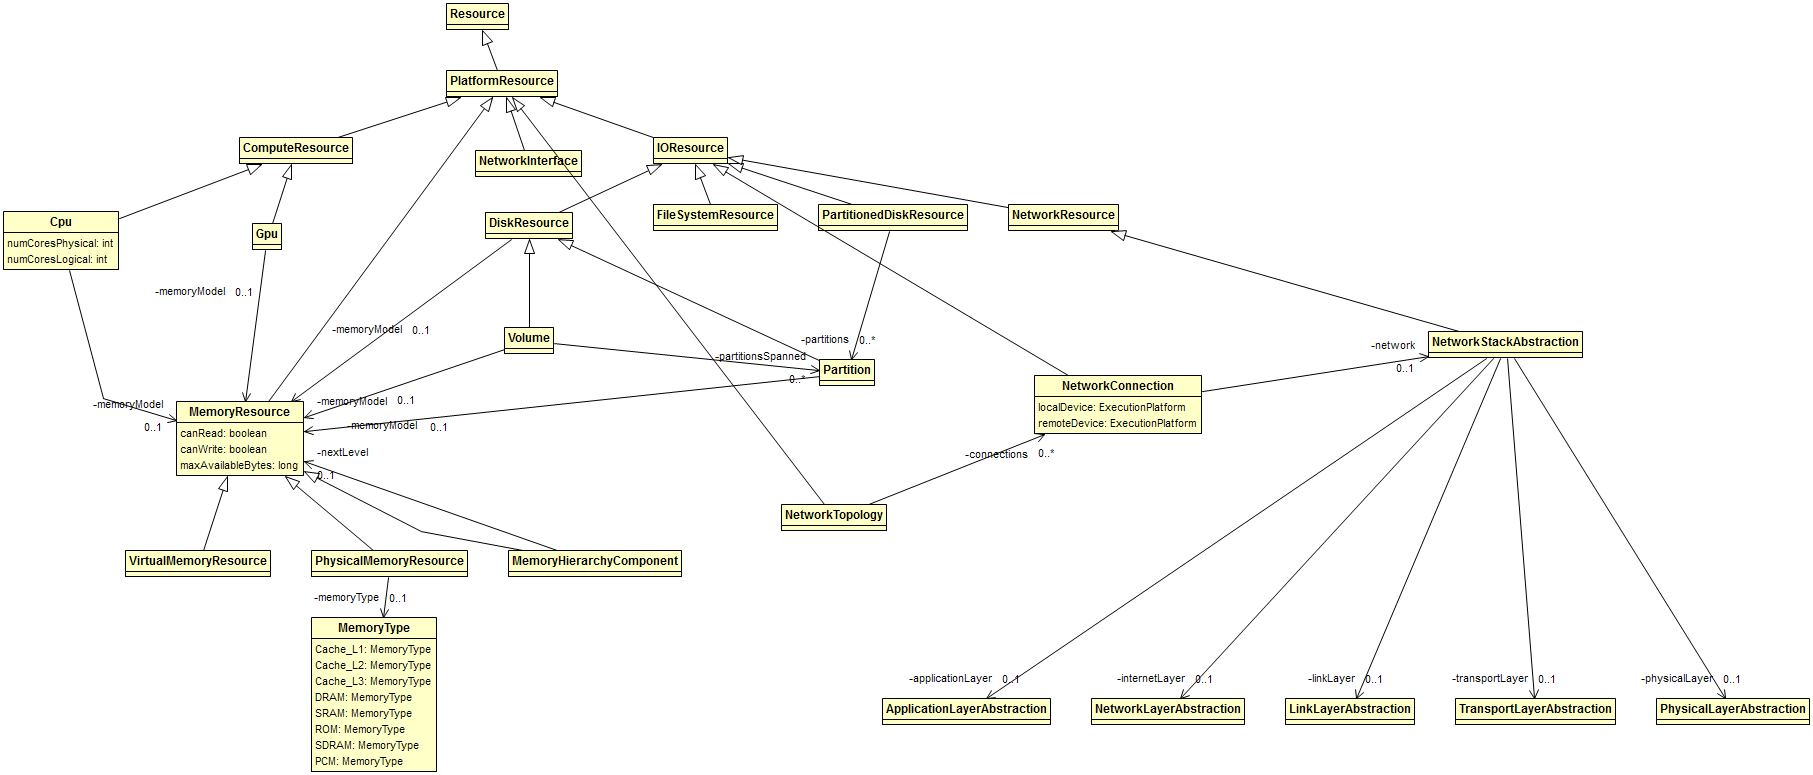 Resource
PlatformResource
ComputeResource
NetworkInterface
IOResource
Cpu
numCoresPhysical: int
numCoresLogical: int
Gpu
DiskResource
FileSystemResource
PartitionedDiskResource
NetworkResource
-memoryModel 0..1
-memoryModel 0..1
Volume
-partitions 0..*
-partitionsSpanned
0..*
Partition
-network
0..1
NetworkStackAbstraction
NetworkConnection
localDevice: ExecutionPlatform
remoteDevice: ExecutionPlatform
-memoryModel
0..1
MemoryResource
canRead: boolean
canWrite: boolean
maxAvailableBytes: long
-memoryModel 0..1
-memoryModel 0..1
-nextLevel
0..1
-connections 0..*
NetworkTopology
VirtualMemoryResource
PhysicalMemoryResource
MemoryHierarchyComponent
-memoryType 0..1
MemoryType
Cache_L1: MemoryType
Cache_L2: MemoryType
Cache_L3: MemoryType
DRAM: MemoryType
SRAM: MemoryType
ROM: MemoryType
SDRAM: MemoryType
PCM: MemoryType
-applicationLayer 0..1
-internetLayer 0..1
-linkLayer 0..1
-transportLayer 0..1
-physicalLayer 0..1
ApplicationLayerAbstraction
NetworkLayerAbstraction
LinkLayerAbstraction
TransportLayerAbstraction
PhysicalLayerAbstraction